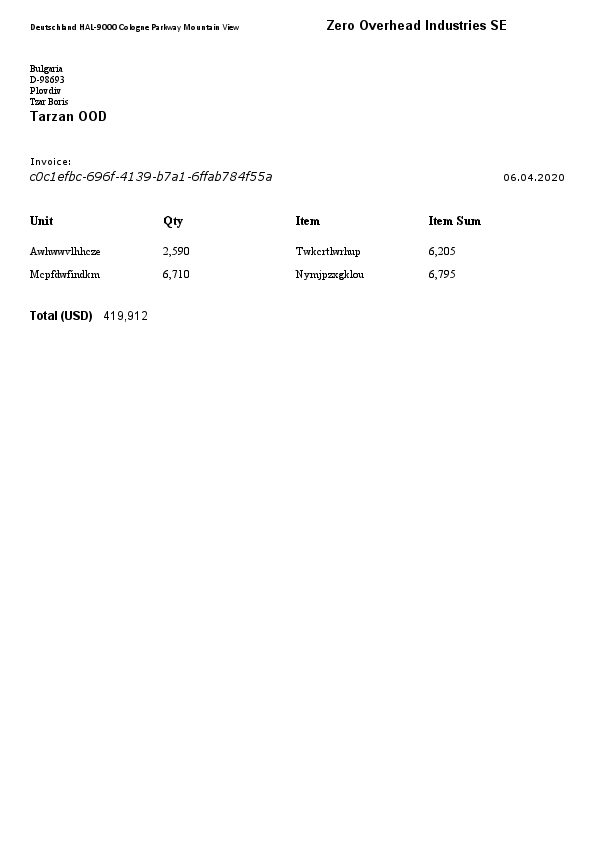 Deutschland HAL-9000 Cologne Parkway Mountain View Zero Overhead Industries SE
Bulgaria
D-98693
Plovdiv
Tzar Boris
Tarzan OOD
Invoice:
c0c1efbc-696f-4139-b7a1-6ffab784f55a 06.04.2020
Unit Qty Item Item Sum
Awhwwvlhhcze 2,590 Twkcrtlwrhup 6,205
Mcpfdwfindkm 6,710 Nymjpzxgklou 6,795
Total (USD) 419,912